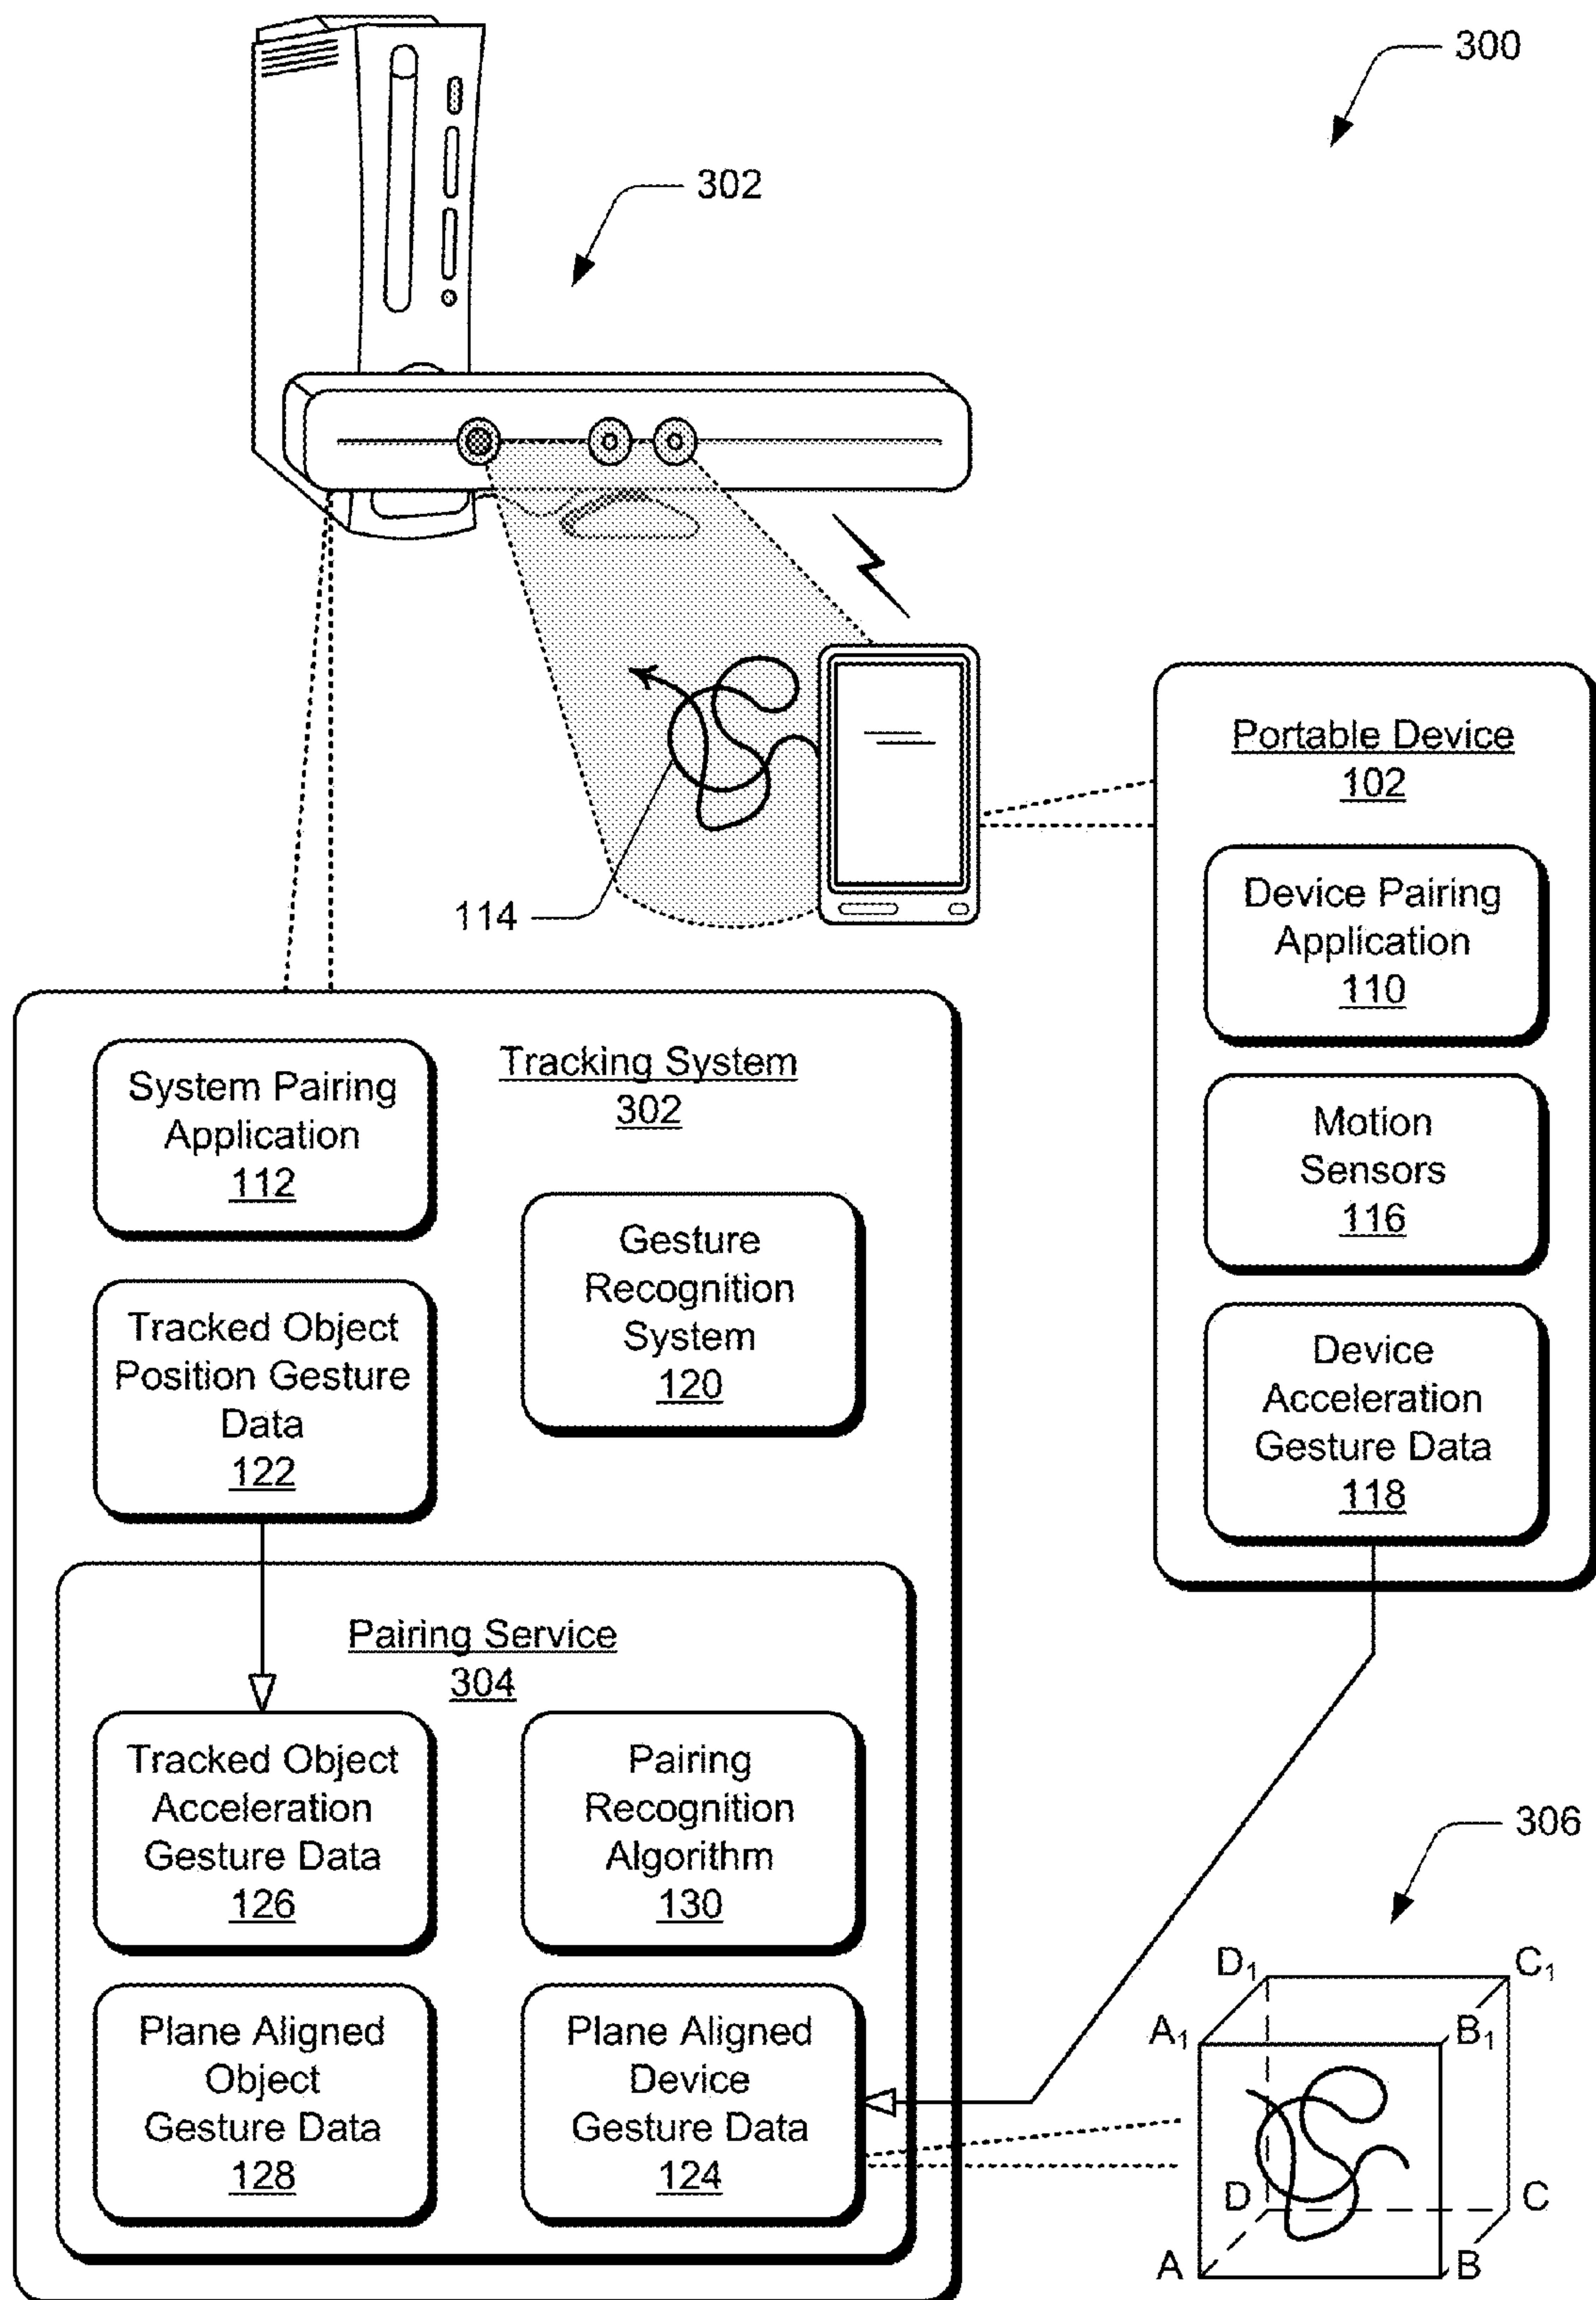 300
302
114
Portable Device
102
Device Pairing
Application
110
Motion
Sensors
116
Device
Acceleration
Gesture Data
118
Tracking System
302
System Pairing
Application
112
Gesture
Recognition
System
120
Tracked Object
Position Gesture
Data
122
Pairing Service
304
Tracked Object
Acceleration
Gesture Data
126
Pairing
Recognition
Algorithm
130
Plane Aligned
Object
Gesture Data
128
Plane Aligned
Device
Gesture Data
124
306
D₁ C₁
A₁ B₁
D C
A B